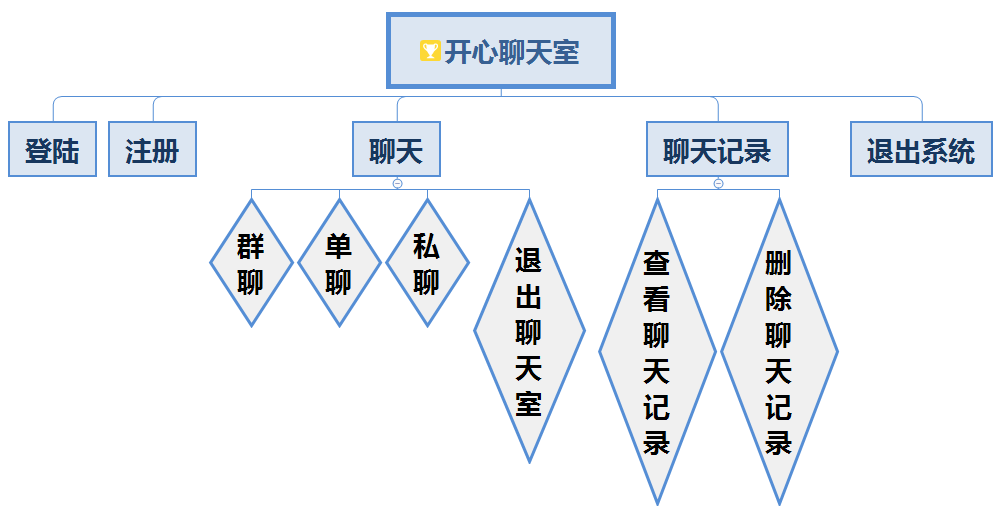 开心聊天室
登陆
注册
聊天
聊天记录
退出系统
群聊
单聊
私聊
退出聊天室
查看聊天记录
删除聊天记录